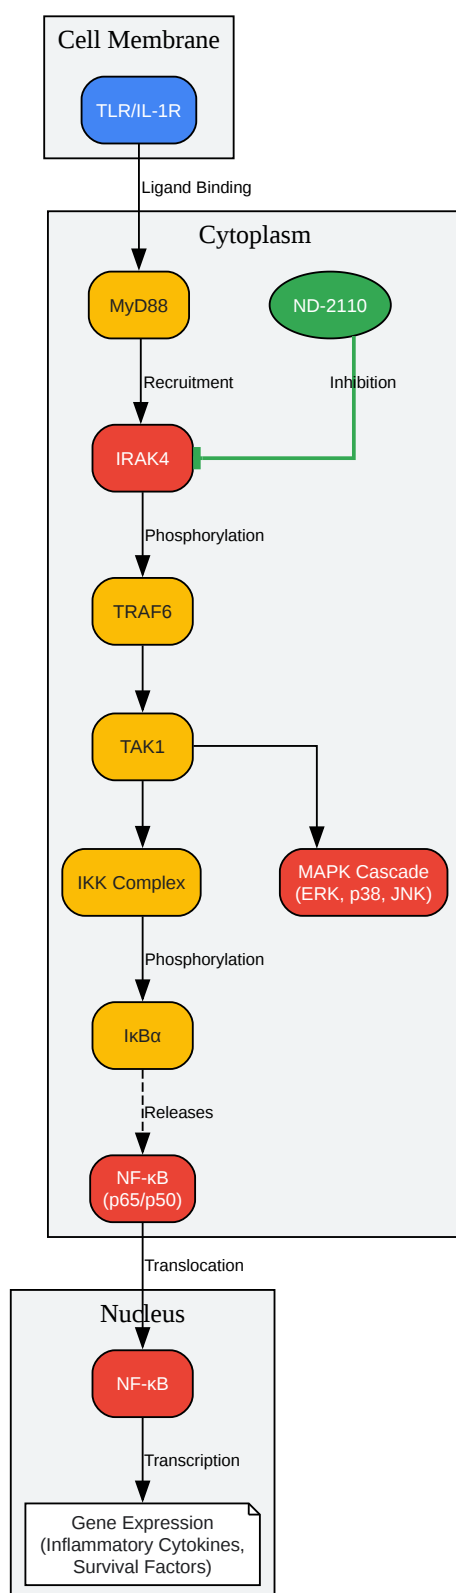 Cell Membrane
TLR/IL-1R
Ligand Binding
Cytoplasm
MyD88
ND-2110
Recruitment
Inhibition
IRAK4
Phosphorylation
TRAF6
TAK1
IKK Complex
MAPK Cascade
(ERK, p38, JNK)
Phosphorylation
IκBα
Releases
NF-κB
(p65/p50)
Translocation
Nucleus
NF-κB
Transcription
Gene Expression
(Inflammatory Cytokines,
Survival Factors)